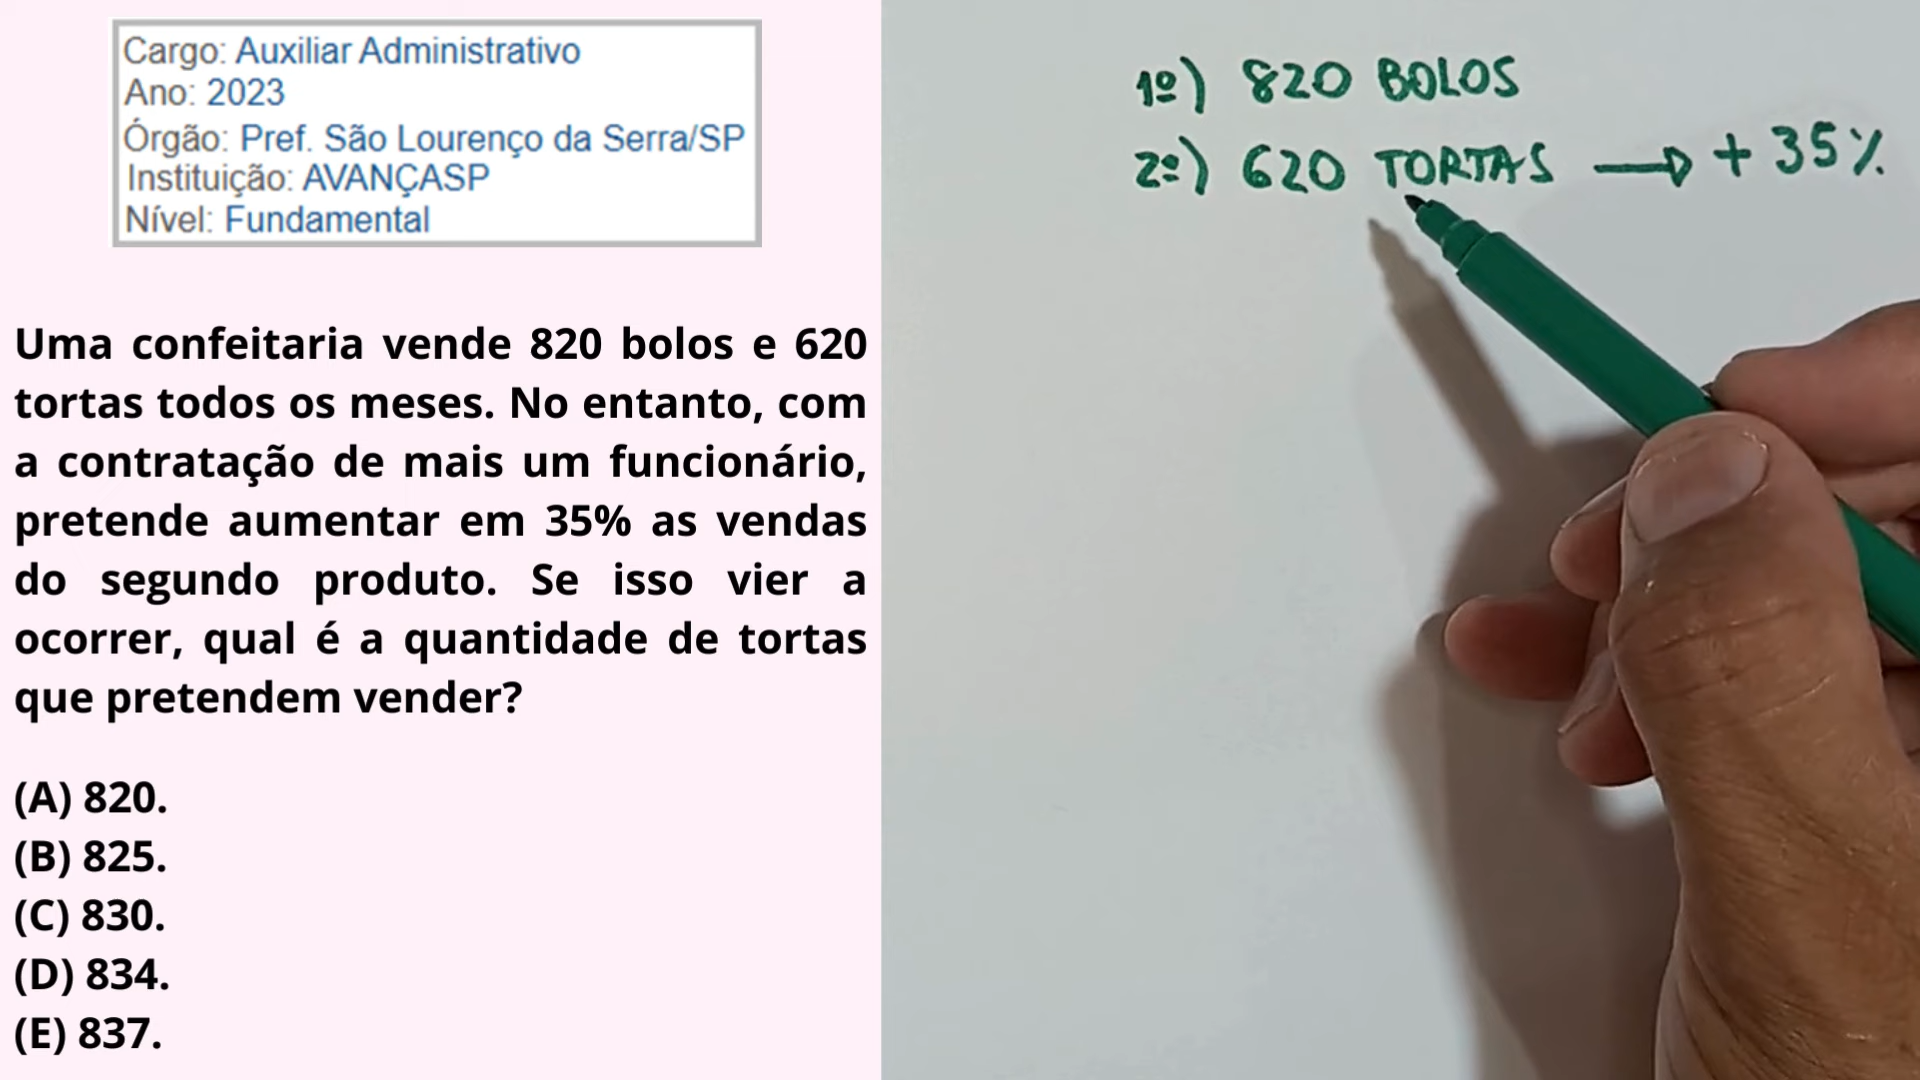 Cargo: Auxiliar Administrativo
Ano: 2023
Órgão: Pref. São Lourenço da Serra/SP
Instituição: AVANÇASP
Nível: Fundamental
Uma confeitaria vende 820 bolos e 620
tortas todos os meses. No entanto, com
a contratação de mais um funcionário,
pretende aumentar em 35% as vendas
do segundo produto. Se isso vier a
ocorrer, qual é a quantidade de tortas
que pretendem vender?
(A) 820.
(B) 825.
(C) 830.
(D) 834.
(E) 837.
1º) 820 BOLOS
2º) 620 TORTAS → + 35%